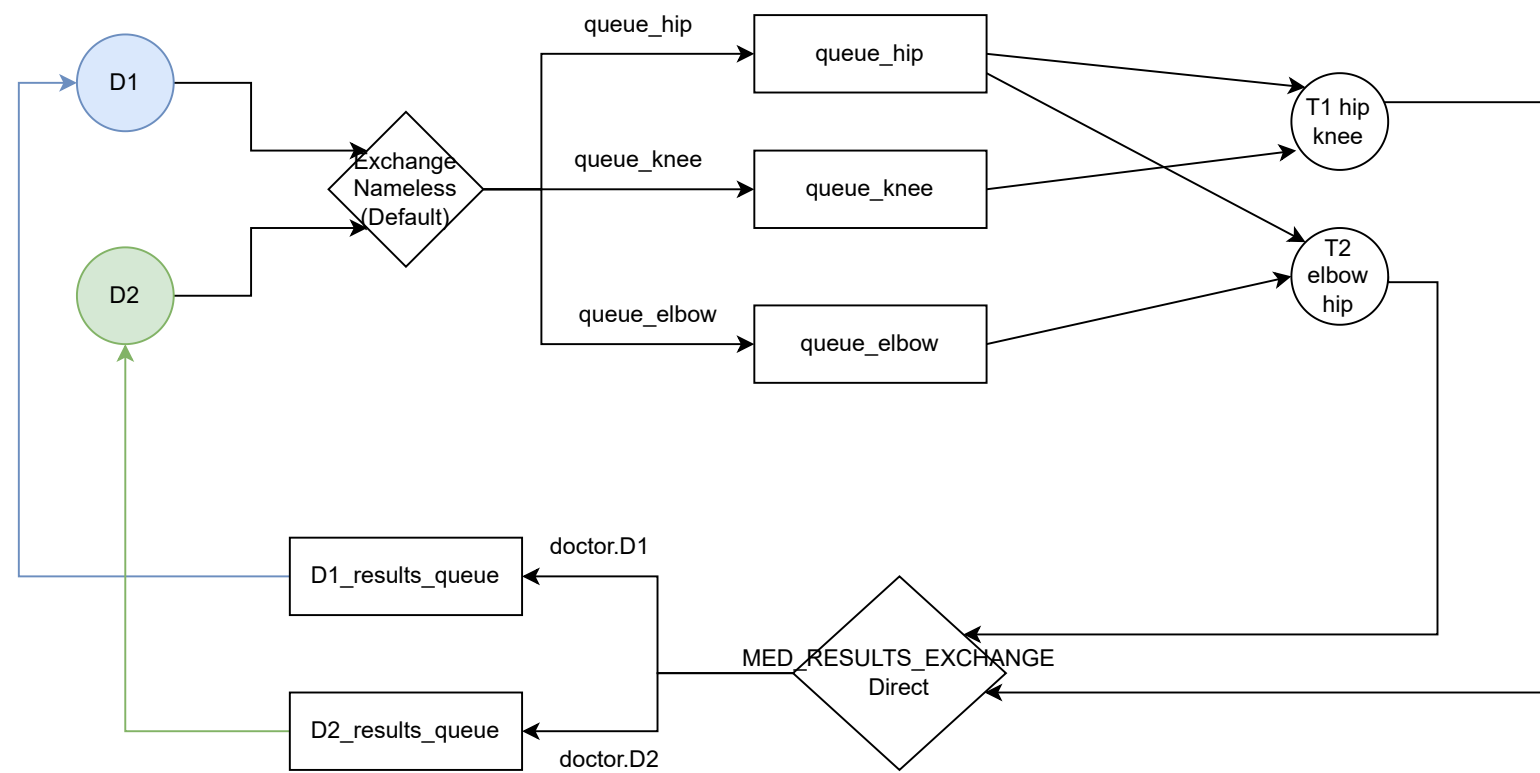 queue_hip
queue_hip
D1
T1 hip
knee
Exchange
Nameless
(Default)
queue_knee
queue_knee
D2
T2
elbow
hip
queue_elbow
queue_elbow
doctor.D1
D1_results_queue
MED_RESULTS_EXCHANGE
Direct
D2_results_queue
doctor.D2